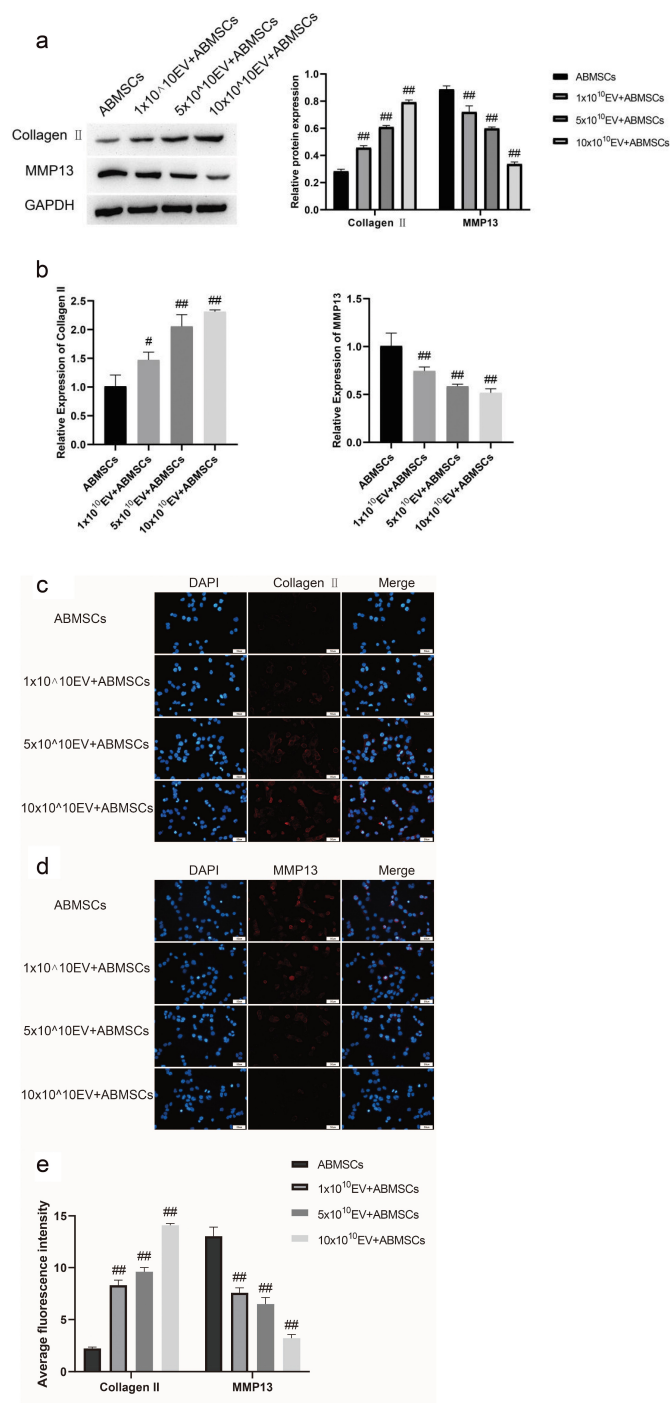 a
ABMSCs
1x10^10EV+ABMSCs
5x10^10EV+ABMSCs
10x10^10EV+ABMSCs
Collagen Ⅱ
MMP13
GAPDH
Relative protein expression
1.0
0.8
0.6
0.4
0.2
0.0
## ## ##
## ## ##
Collagen Ⅱ
MMP13
ABMSCs
1x10¹⁰EV+ABMSCs
5x10¹⁰EV+ABMSCs
10x10¹⁰EV+ABMSCs
b
Relative Expression of Collagen II
2.5
2.0
1.5
1.0
0.5
0.0
# ## ##
ABMSCs
1x10¹⁰EV+ABMSCs
5x10¹⁰EV+ABMSCs
10x10¹⁰EV+ABMSCs
Relative Expression of MMP13
1.5
1.0
0.5
0.0
## ## ##
ABMSCs
1x10¹⁰EV+ABMSCs
5x10¹⁰EV+ABMSCs
10x10¹⁰EV+ABMSCs
c
DAPI Collagen Ⅱ Merge
ABMSCs
1x10^10EV+ABMSCs
5x10^10EV+ABMSCs
10x10^10EV+ABMSCs
d
DAPI MMP13 Merge
ABMSCs
1x10^10EV+ABMSCs
5x10^10EV+ABMSCs
10x10^10EV+ABMSCs
e
ABMSCs
1x10¹⁰EV+ABMSCs
5x10¹⁰EV+ABMSCs
10x10¹⁰EV+ABMSCs
Average fluorescence intensity
15
10
5
0
## ## ##
## ## ##
Collagen II
MMP13